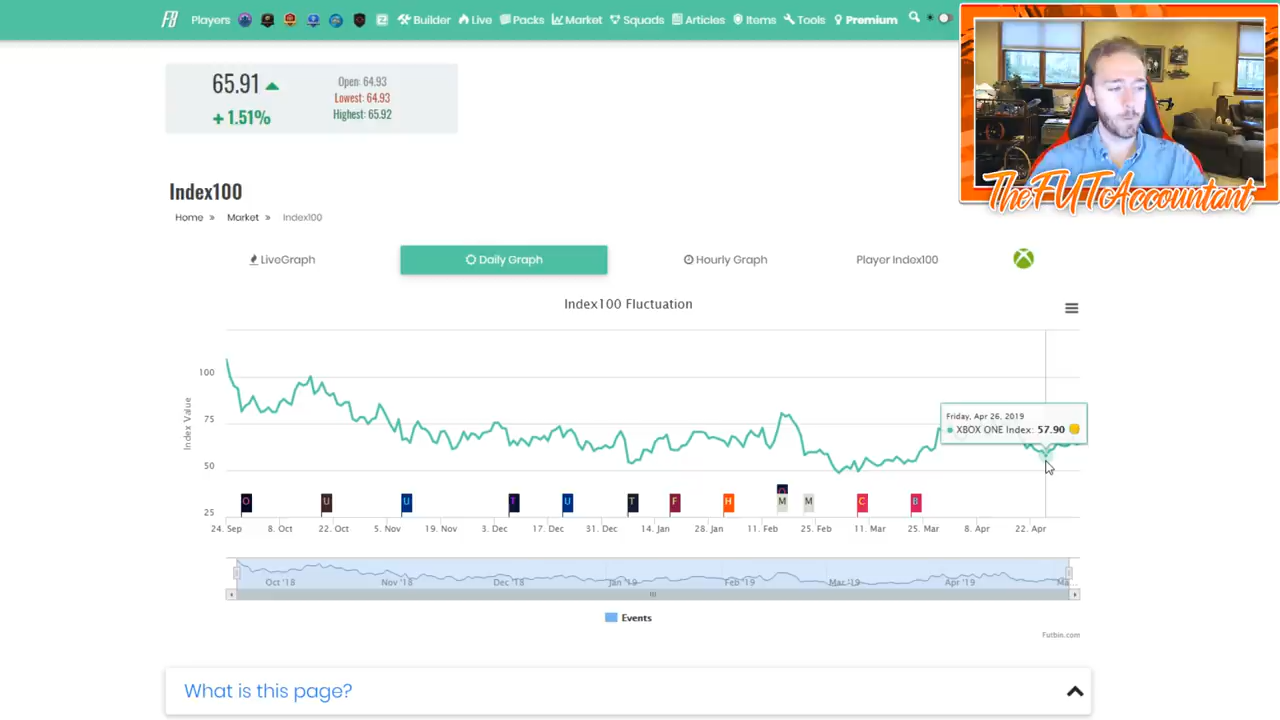 F8 Players Builder Live Packs Market Squads Articles Items Tools Premium
65.91
+ 1.51%
Open: 64.93
Lowest: 64.93
Highest: 65.92
TheFUTAccountant
Index100
Home » Market » Index100
LiveGraph Daily Graph Hourly Graph Player Index100
Index100 Fluctuation
Index Value
100
75
50
25
Friday, Apr 26, 2019
XBOX ONE Index: 57.90
O U U T U T F H M M C B
24. Sep 8. Oct 22. Oct 5. Nov 19. Nov 3. Dec 17. Dec 31. Dec 14. Jan 28. Jan 11. Feb 25. Feb 11. Mar 25. Mar 8. Apr 22. Apr
Oct '18 Nov '18 Dec '18 Jan '19 Feb '19 Mar '19 Apr '19 Ma...
Events
Futbin.com
What is this page?